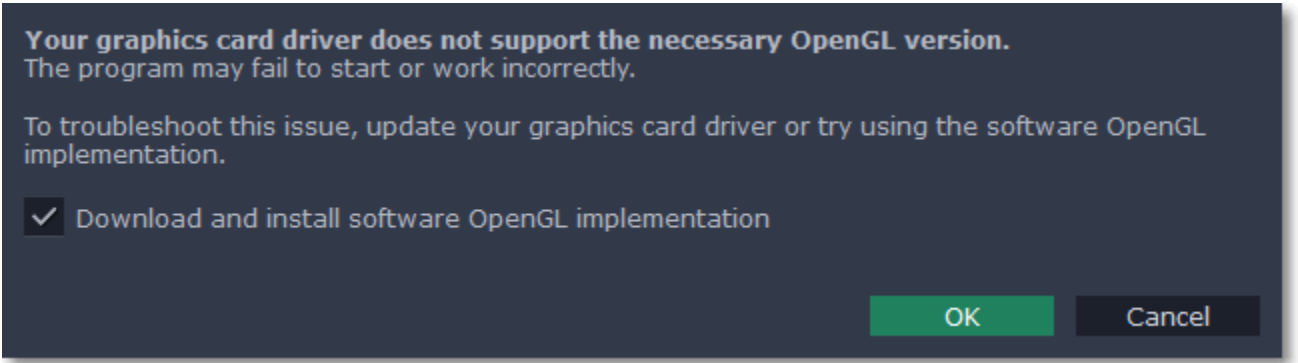 Your graphics card driver does not support the necessary OpenGL version.
The program may fail to start or work incorrectly.
To troubleshoot this issue, update your graphics card driver or try using the software OpenGL
implementation.
Download and install software OpenGL implementation
OK Cancel